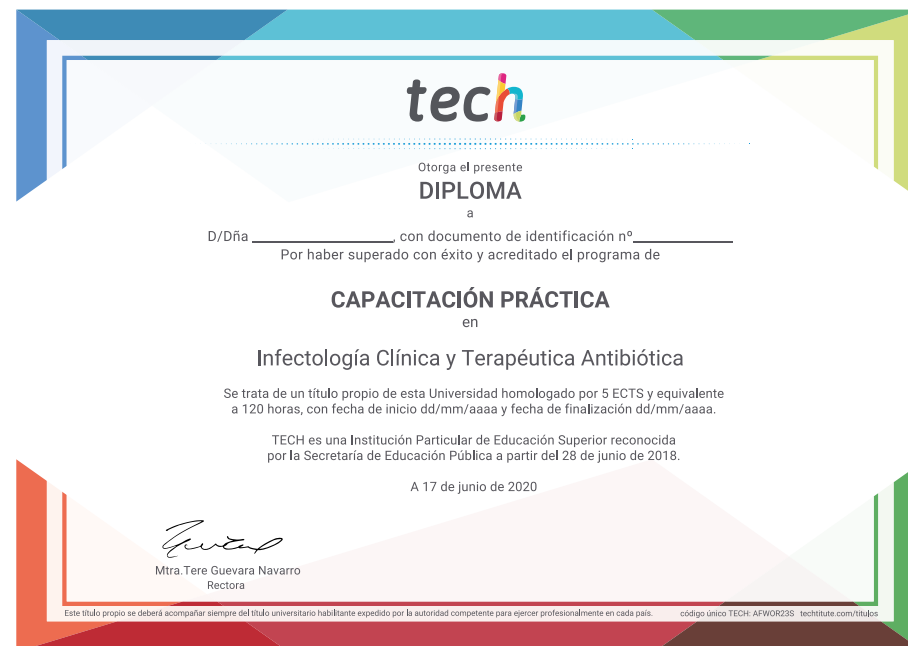 tech
Otorga el presente
DIPLOMA
a
D/Dña ____________, con documento de identificación nº____________
Por haber superado con éxito y acreditado el programa de
CAPACITACIÓN PRÁCTICA
en
Infectología Clínica y Terapéutica Antibiótica
Se trata de un título propio de esta Universidad homologado por 5 ECTS y equivalente
a 120 horas, con fecha de inicio dd/mm/aaaa y fecha de finalización dd/mm/aaaa.
TECH es una Institución Particular de Educación Superior reconocida
por la Secretaría de Educación Pública a partir del 28 de junio de 2018.
A 17 de junio de 2020
Mtra.Tere Guevara Navarro
Rectora
Este título propio se deberá acompañar siempre del título universitario habilitante expedido por la autoridad competente para ejercer profesionalmente en cada país. código único TECH: AFWOR23S techtitute.com/titulos